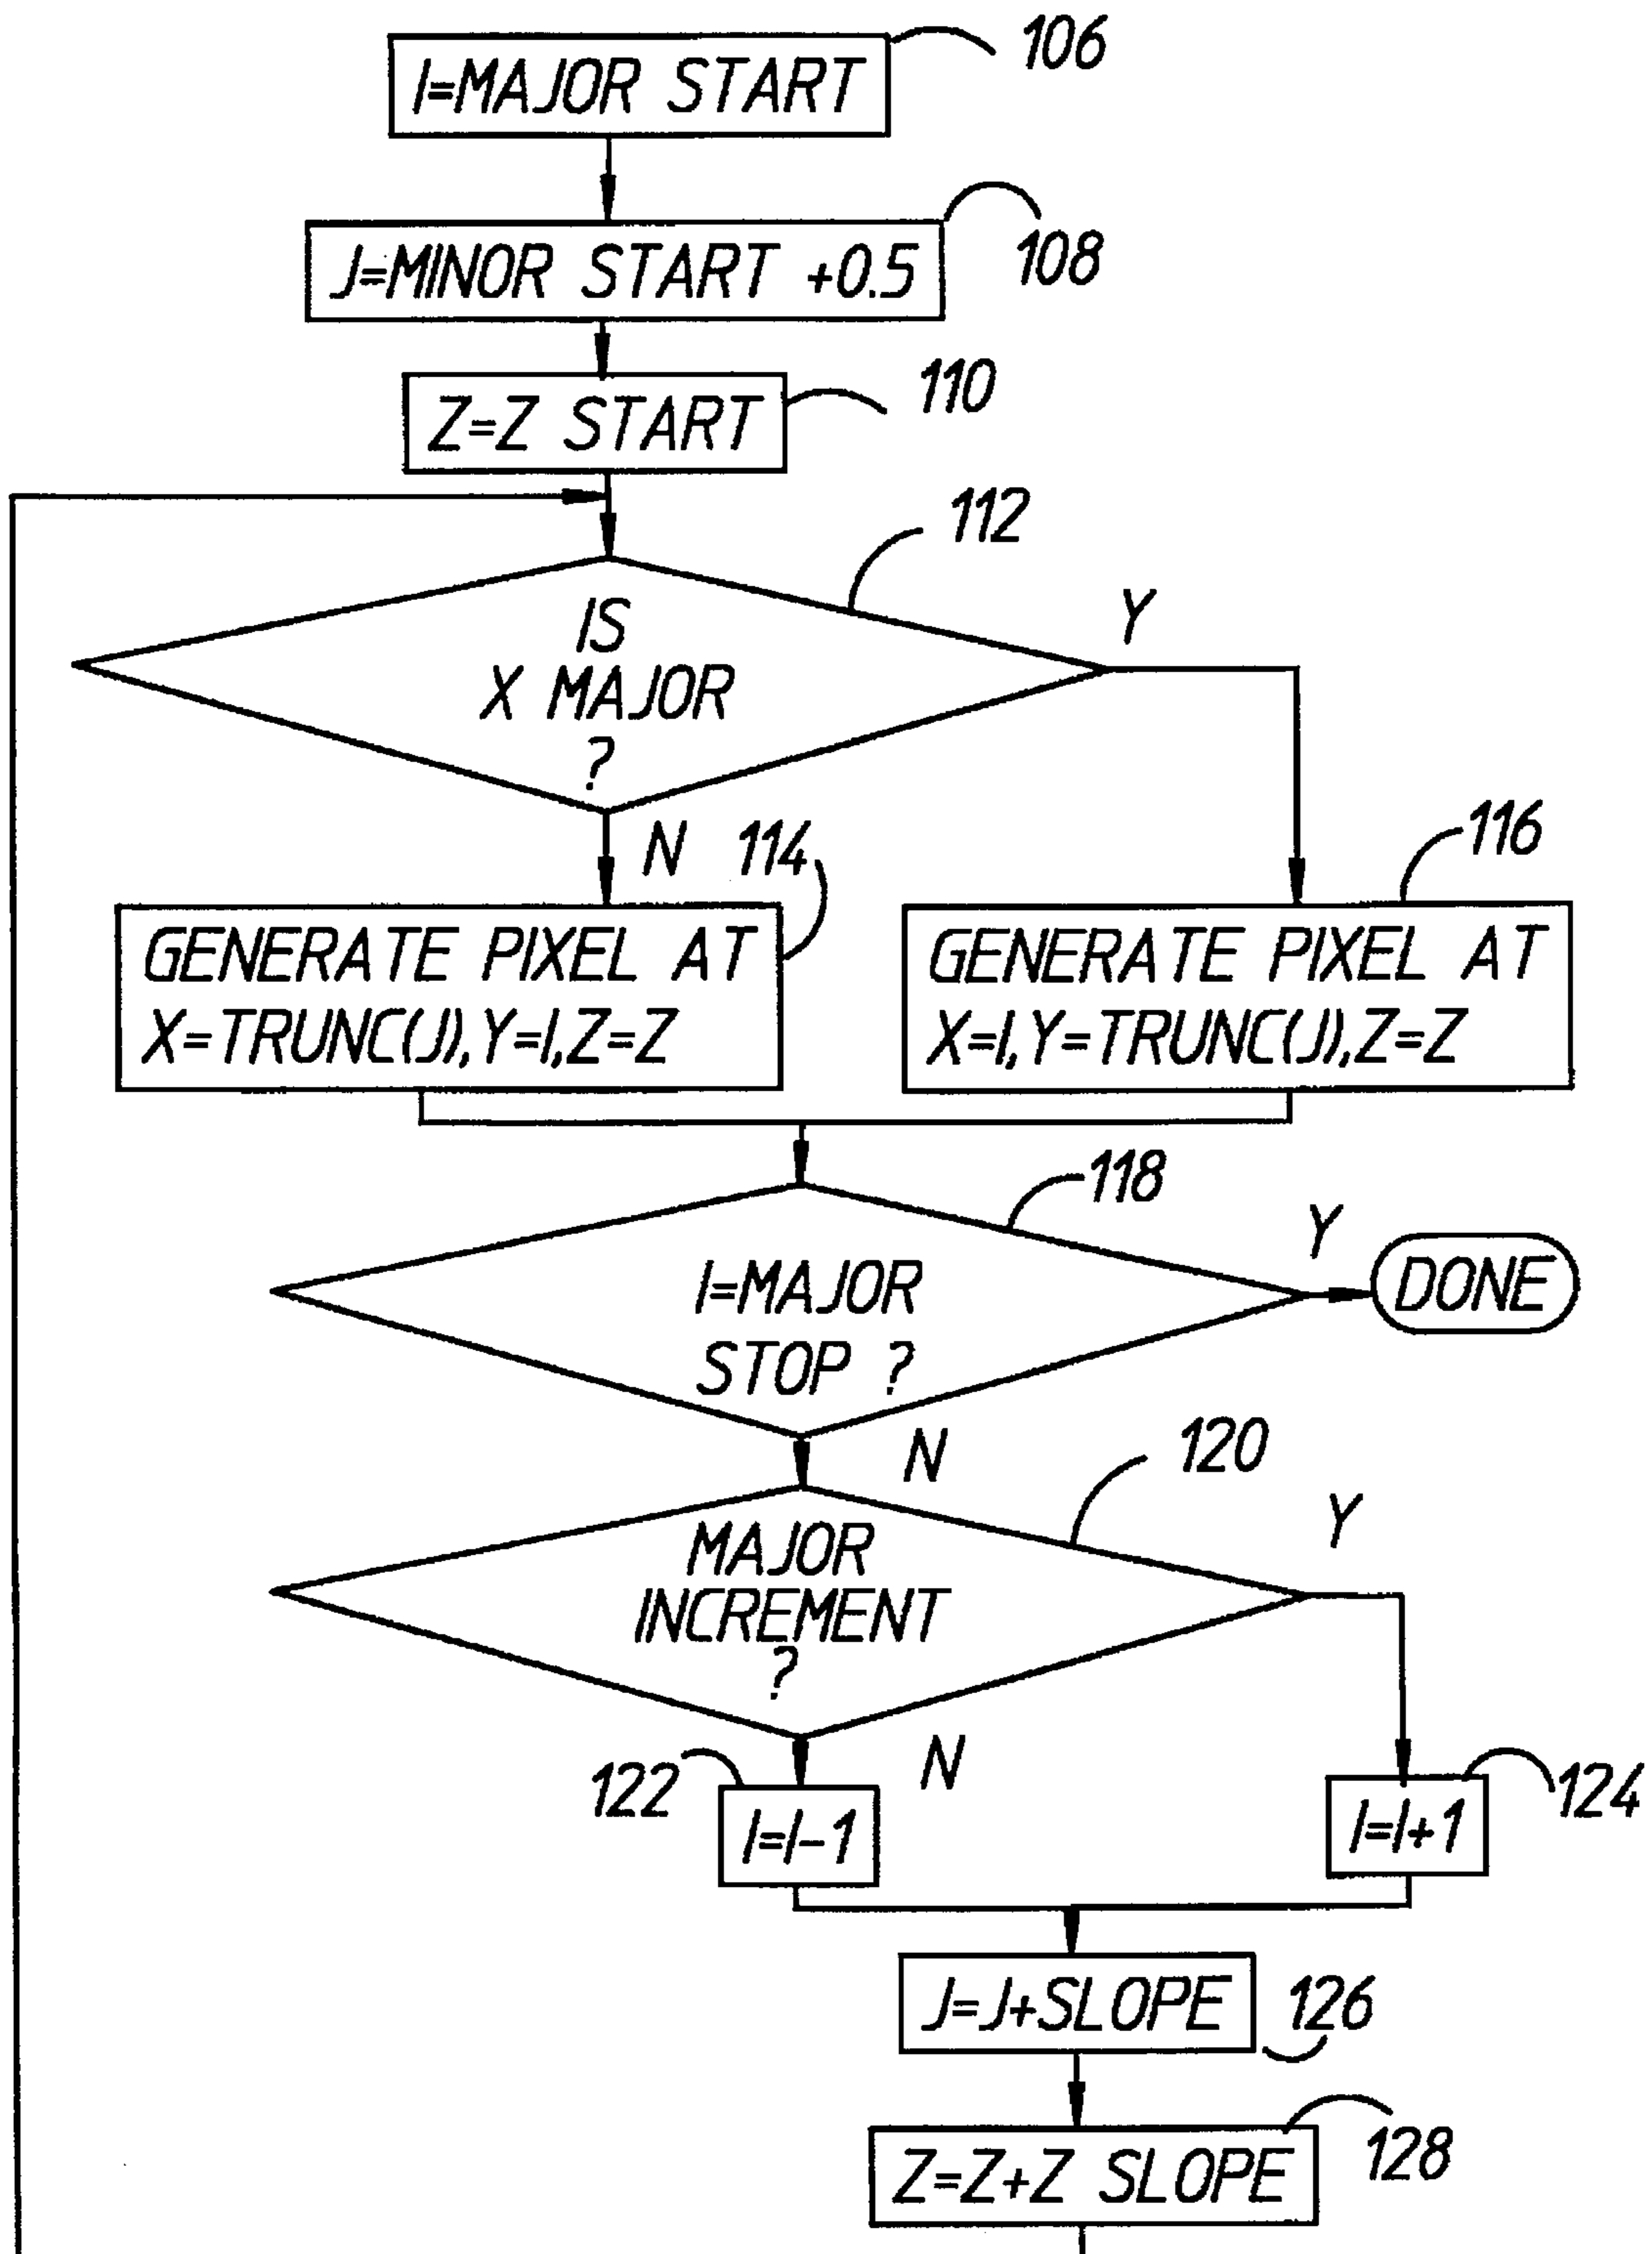 106
I=MAJOR START
108
J=MINOR START +0.5
110
Z=Z START
112
IS
X MAJOR
?
Y
N
114
116
GENERATE PIXEL AT
X=TRUNC(J), Y=I, Z=Z
GENERATE PIXEL AT
X=I, Y=TRUNC(J), Z=Z
118
I=MAJOR
STOP ?
Y
DONE
N
120
MAJOR
INCREMENT
?
Y
N
122
I=I-1
124
I=I+1
J=J+SLOPE
126
Z=Z+Z SLOPE
128